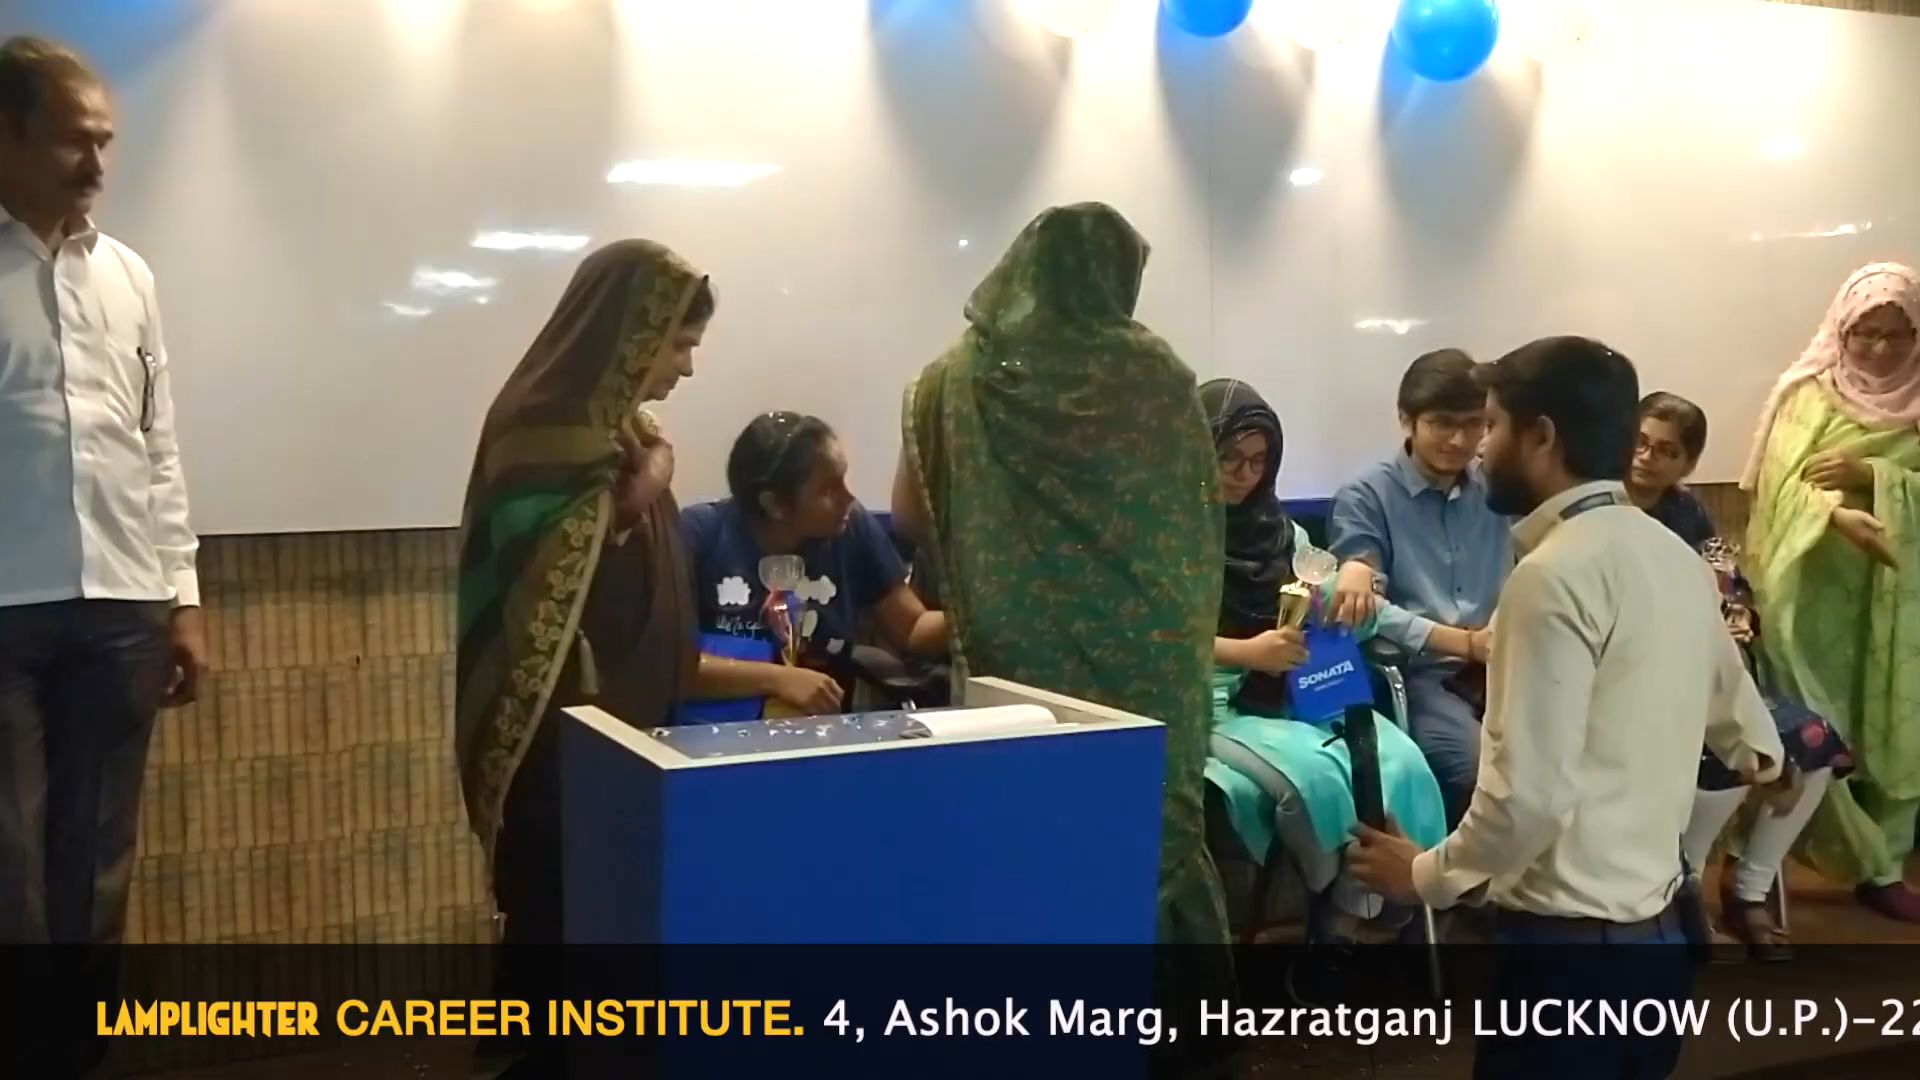 SONATA
LAMPLIGHTER CAREER INSTITUTE. 4, Ashok Marg, Hazratganj LUCKNOW (U.P.)-22